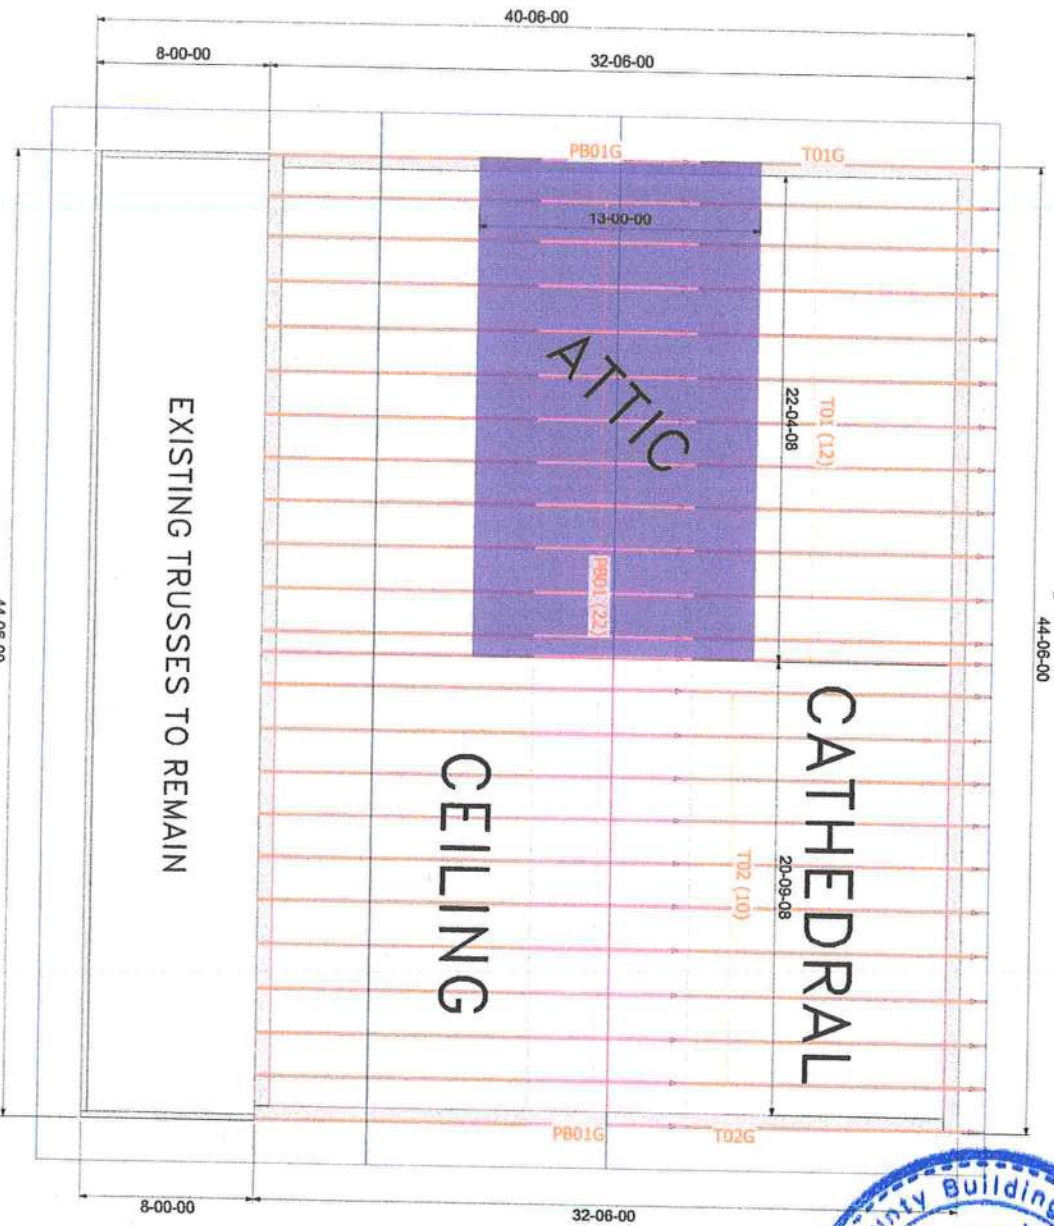 40-06-00
8-00-00
32-06-00
PB01G
T01G
13-00-00
ATTIC
T01 (12)
22-04-08
44-06-00
EXISTING TRUSSES TO REMAIN
PB01 (22)
CATHEDRAL
CEILING
T02 (10)
20-09-08
PB01G
T02G
8-00-00
32-06-00
Building